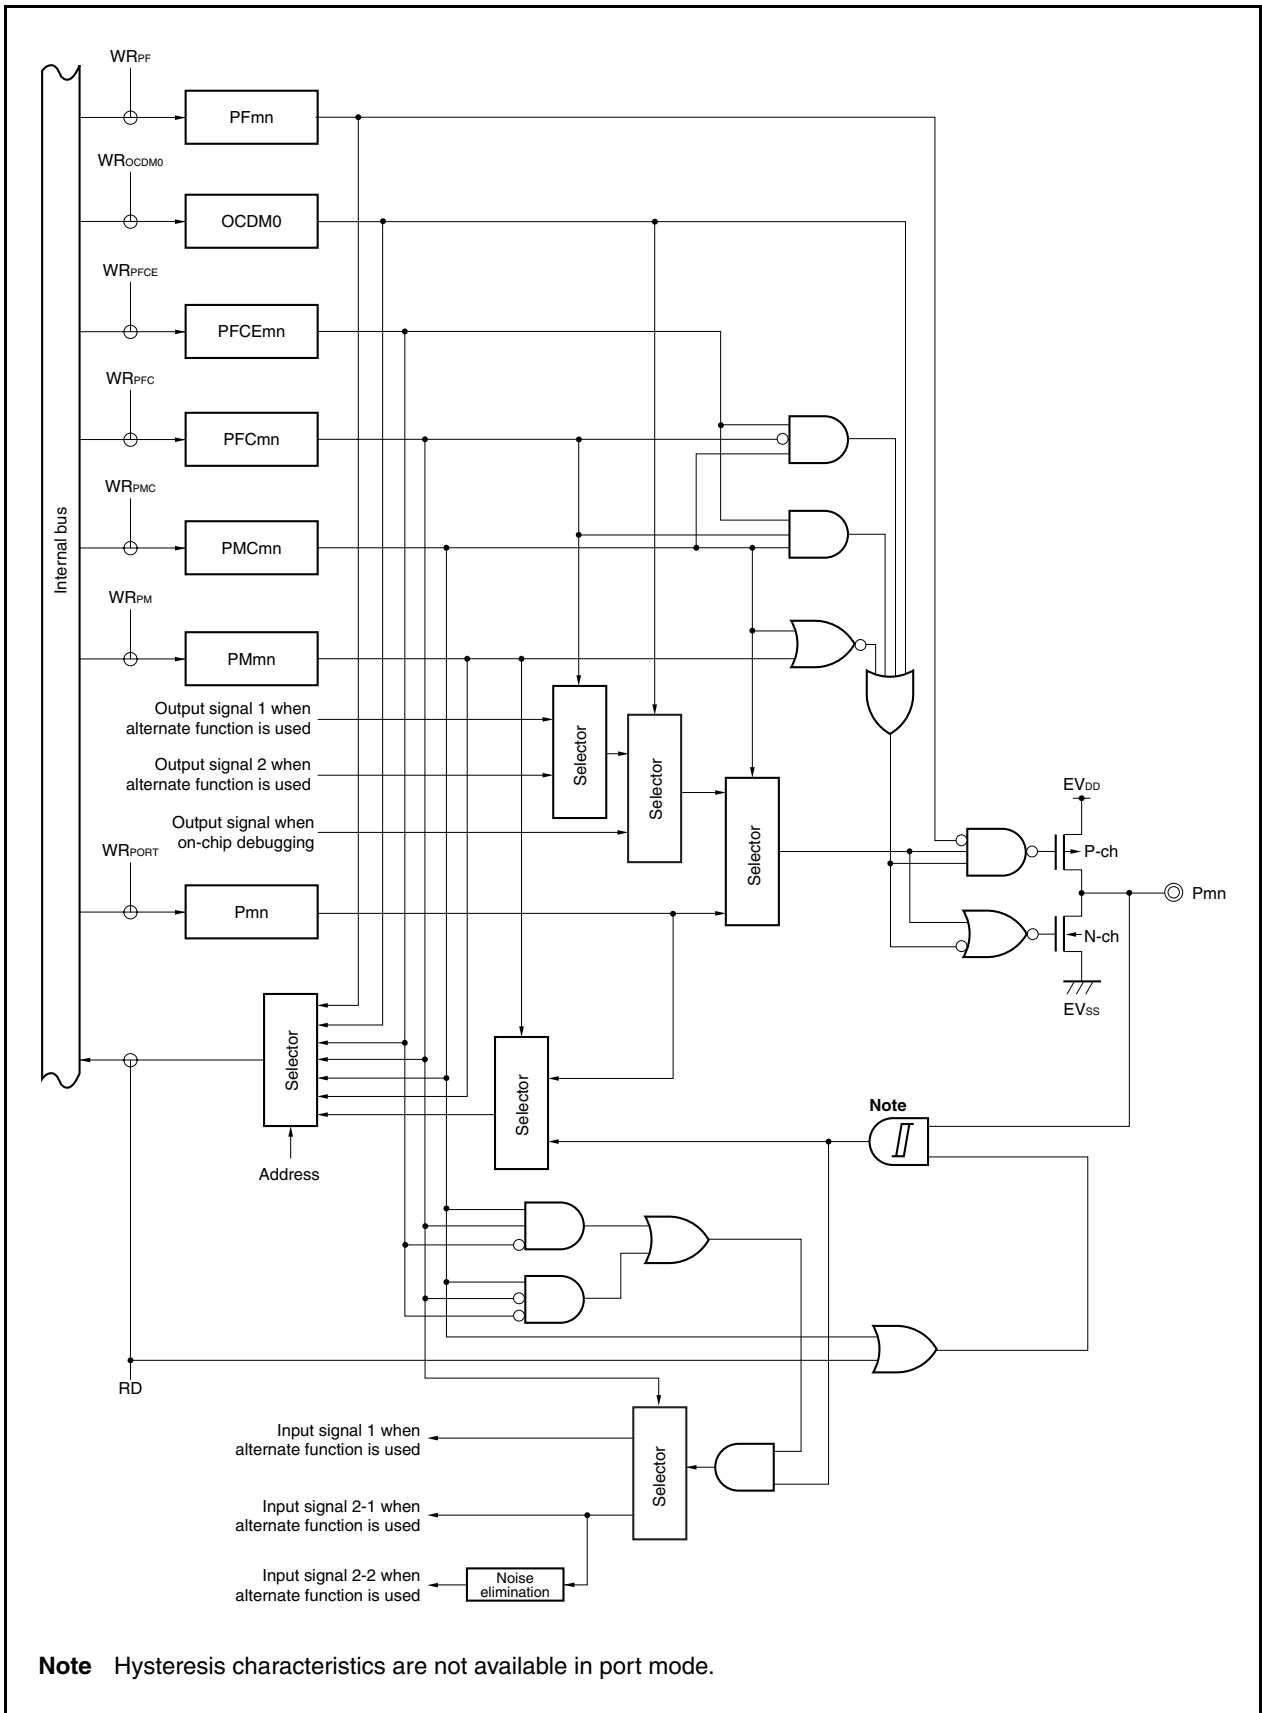 WRPF
PFmn
WROCDM0
OCDM0
WRPFCE
PFCEmn
WRPFC
PFCmn
WRPMC
Internal bus
PMCmn
WRPM
PMmn
Output signal 1 when
alternate function is used
Selector
Output signal 2 when
alternate function is used
Selector
Output signal when
on-chip debugging
Selector
EVDD
P-ch
WRPORT
Pmn
Pmn
N-ch
EVSS
Selector
Selector
Note
Address
RD
Input signal 1 when
alternate function is used
Selector
Input signal 2-1 when
alternate function is used
Input signal 2-2 when
alternate function is used
Noise
elimination
Note Hysteresis characteristics are not available in port mode.